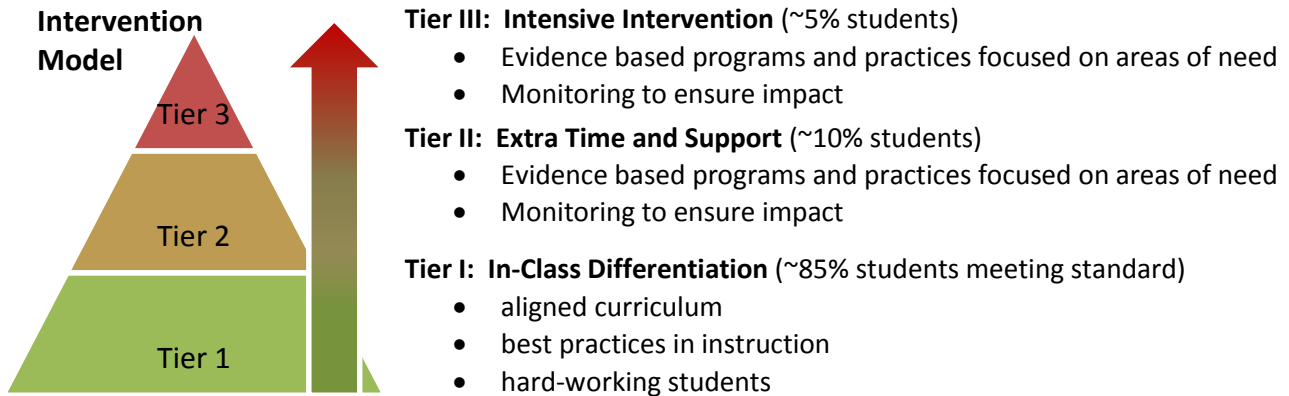 Intervention
Model
Tier 3
Tier 2
Tier 1
Tier III: Intensive Intervention (~5% students)
• Evidence based programs and practices focused on areas of need
• Monitoring to ensure impact
Tier II: Extra Time and Support (~10% students)
• Evidence based programs and practices focused on areas of need
• Monitoring to ensure impact
Tier I: In-Class Differentiation (~85% students meeting standard)
• aligned curriculum
• best practices in instruction
• hard-working students